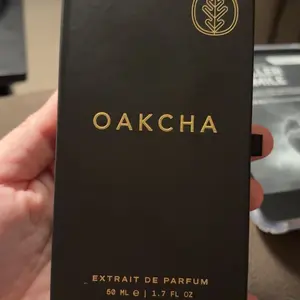 OAKCHA
EXTRAIT DE PARFUM
50 ML ℮ | 1.7 FL OZ